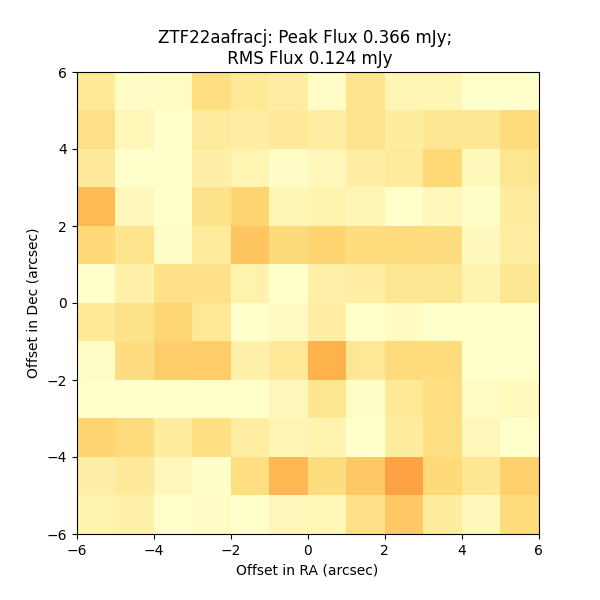 ZTF22aafracj: Peak Flux 0.366 mJy;
RMS Flux 0.124 mJy
6
4
2
0
−2
−4
−6
Offset in Dec (arcsec)
−6 −4 −2 0 2 4 6
Offset in RA (arcsec)